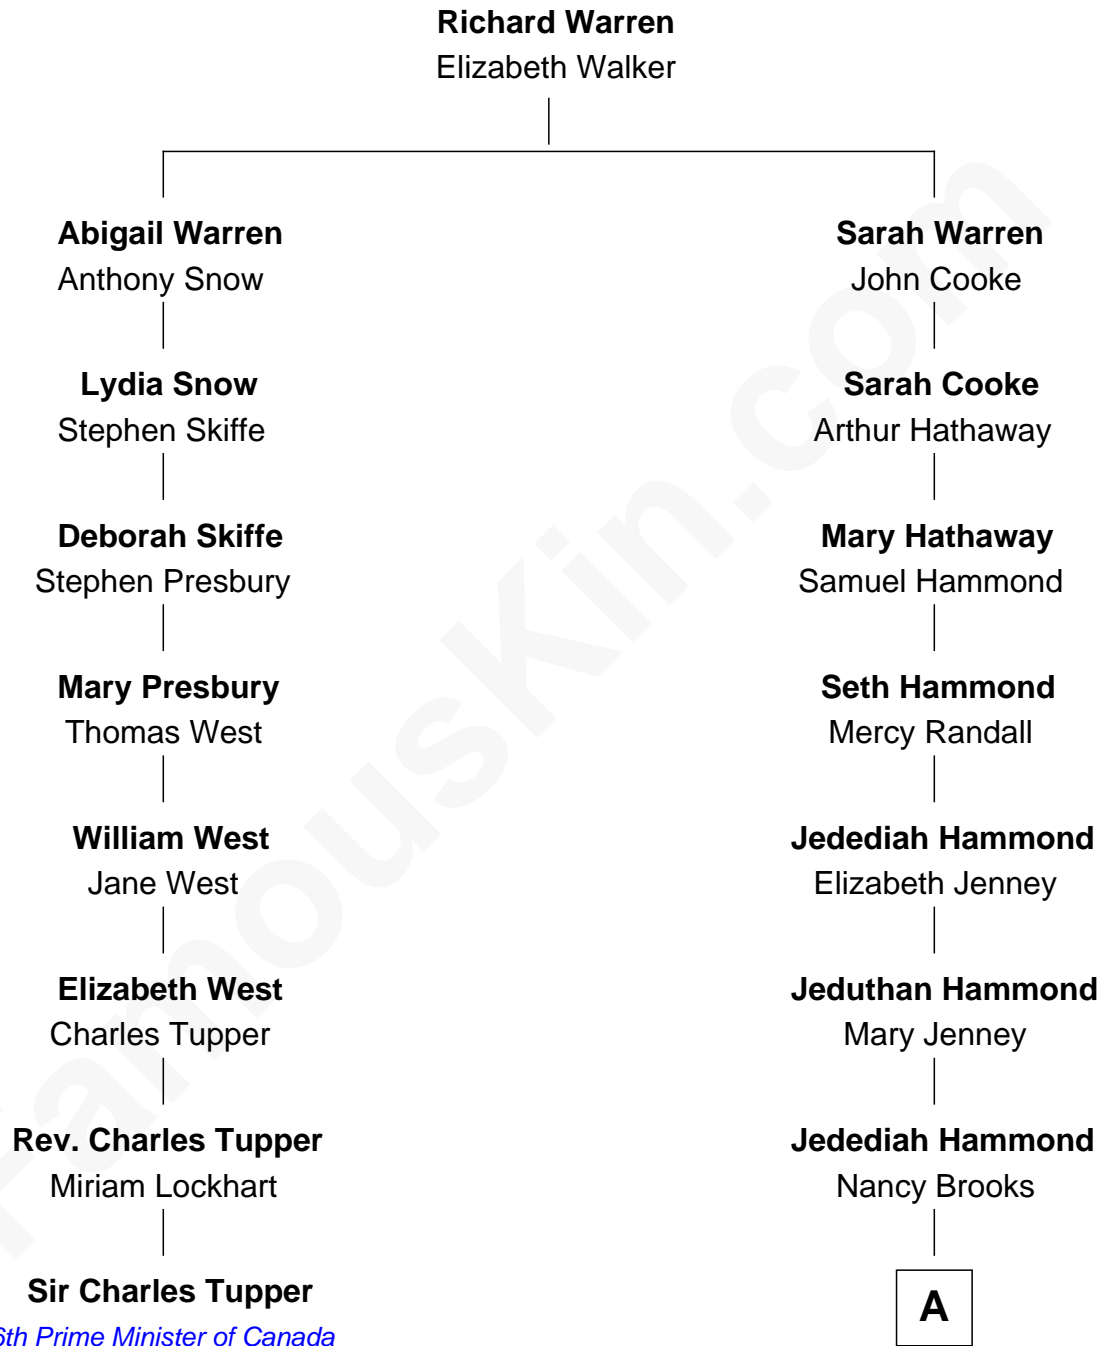 Richard Warren
Elizabeth Walker
Abigail Warren
Anthony Snow
Sarah Warren
John Cooke
Lydia Snow
Stephen Skiffe
Sarah Cooke
Arthur Hathaway
Deborah Skiffe
Stephen Presbury
Mary Hathaway
Samuel Hammond
Mary Presbury
Thomas West
Seth Hammond
Mercy Randall
William West
Jane West
Jedediah Hammond
Elizabeth Jenney
Elizabeth West
Charles Tupper
Jeduthan Hammond
Mary Jenney
Rev. Charles Tupper
Miriam Lockhart
Jedediah Hammond
Nancy Brooks
Sir Charles Tupper
6th Prime Minister of Canada
A
FamousKin.com